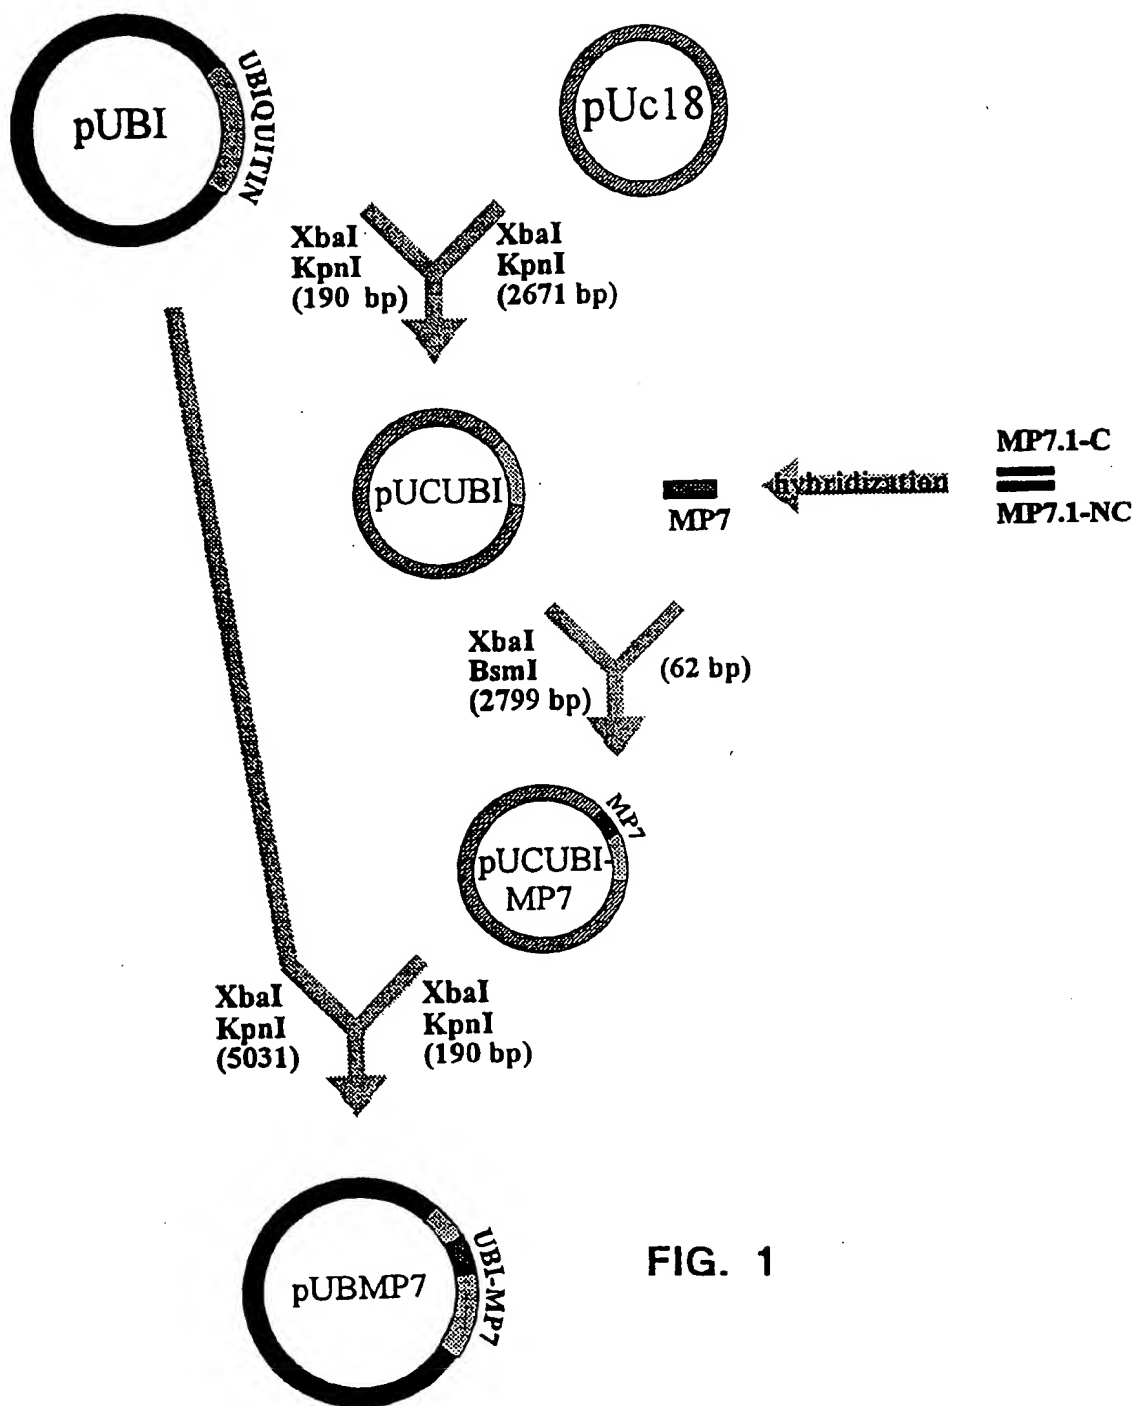 pUBI
UBIQUITIN
pUc18
XbaI
KpnI
(190 bp)
XbaI
KpnI
(2671 bp)
pUCUBI
MP7
hybridization
MP7.1-C
MP7.1-NC
XbaI
BsmI
(2799 bp)
(62 bp)
MP7
pUCUBI-
MP7
XbaI
KpnI
(5031)
XbaI
KpnI
(190 bp)
pUBMP7
UBI-MP7
FIG. 1